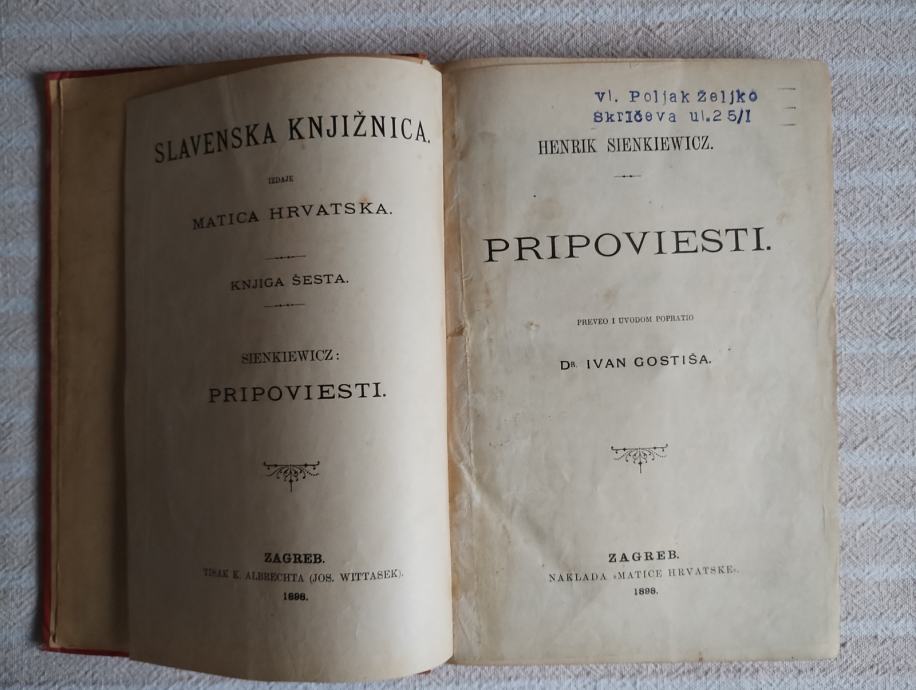 SLAVENSKA KNJIŽNICA.
IZDAJE
MATICA HRVATSKA.
KNJIGA ŠESTA.
SIENKIEWICZ:
PRIPOVIESTI.
ZAGREB.
TISAK K. ALBRECHTA (JOS. WITTASEK).
1898.
vl. Poljak Željko
Skrlčeva ul.25/I
HENRIK SIENKIEWICZ.
PRIPOVIESTI.
PREVEO I UVODOM POPRATIO
DR. IVAN GOSTIŠA.
ZAGREB.
NAKLADA »MATICE HRVATSKE«.
1898.